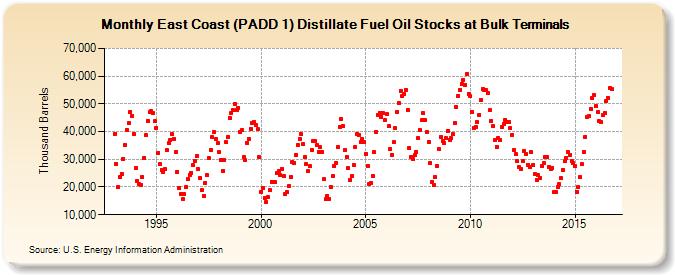 Monthly East Coast (PADD 1) Distillate Fuel Oil Stocks at Bulk Terminals
Thousand Barrels
70,000
60,000
50,000
40,000
30,000
20,000
10,000
1995 2000 2005 2010 2015
Source: U.S. Energy Information Administration